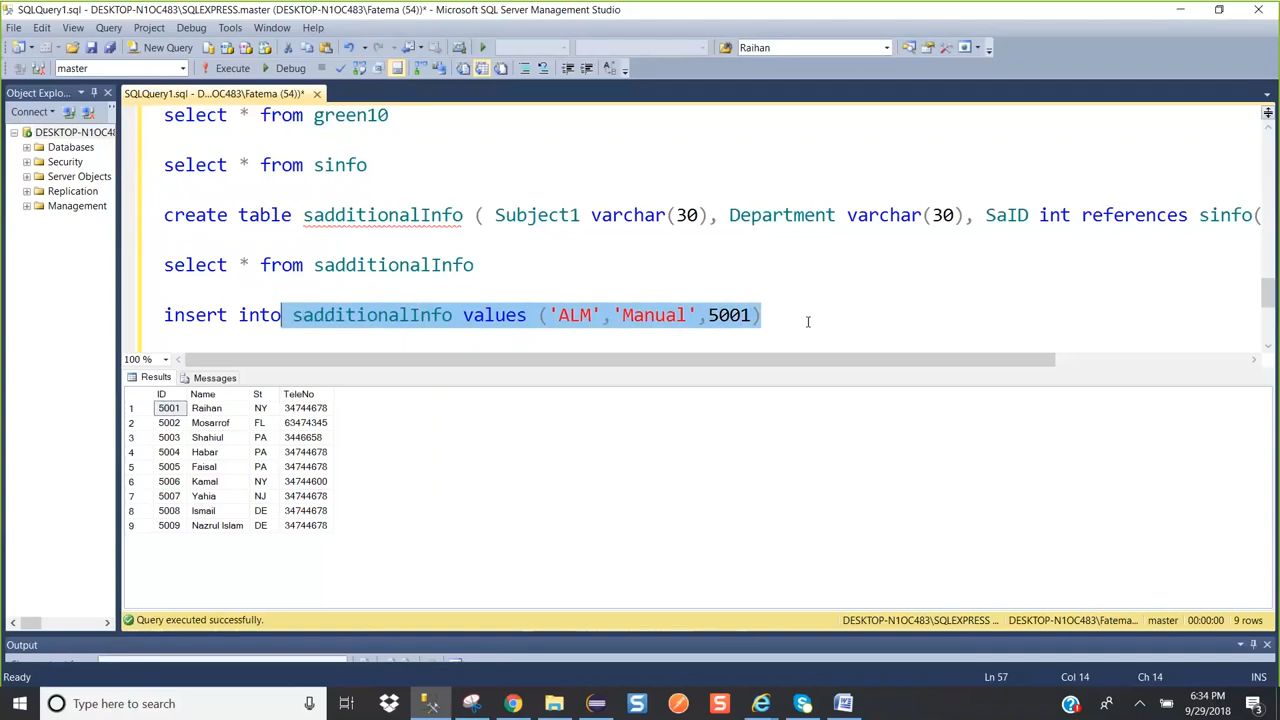 SQLQuery1.sql - DESKTOP-N1OC483\SQLEXPRESS.master (DESKTOP-N1OC483\Fatema (54))* - Microsoft SQL Server Management Studio
File Edit View Query Project Debug Tools Window Help
New Query Raihan
master Execute Debug
Object Explo... SQLQuery1.sql - D...OC483\Fatema (54))*
Connect
DESKTOP-N1OC48
Databases
Security
Server Objects
Replication
Management
select * from green10
select * from sinfo
create table sadditionalInfo ( Subject1 varchar(30), Department varchar(30), SaID int references sinfo(
select * from sadditionalInfo
insert into sadditionalInfo values ('ALM','Manual',5001)
100 %
Results Messages
ID Name St TeleNo
1 5001 Raihan NY 34744678
2 5002 Mosarrof FL 63474345
3 5003 Shahiul PA 3446658
4 5004 Habar PA 34744678
5 5005 Faisal PA 34744678
6 5006 Kamal NY 34744600
7 5007 Yahia NJ 34744678
8 5008 Ismail DE 34744678
9 5009 Nazrul Islam DE 34744678
Query executed successfully. DESKTOP-N1OC483\SQLEXPRESS ... DESKTOP-N1OC483\Fatema... master 00:00:00 9 rows
Output
Ready Ln 57 Col 14 Ch 14 INS
Type here to search
6:34 PM
9/29/2018
3